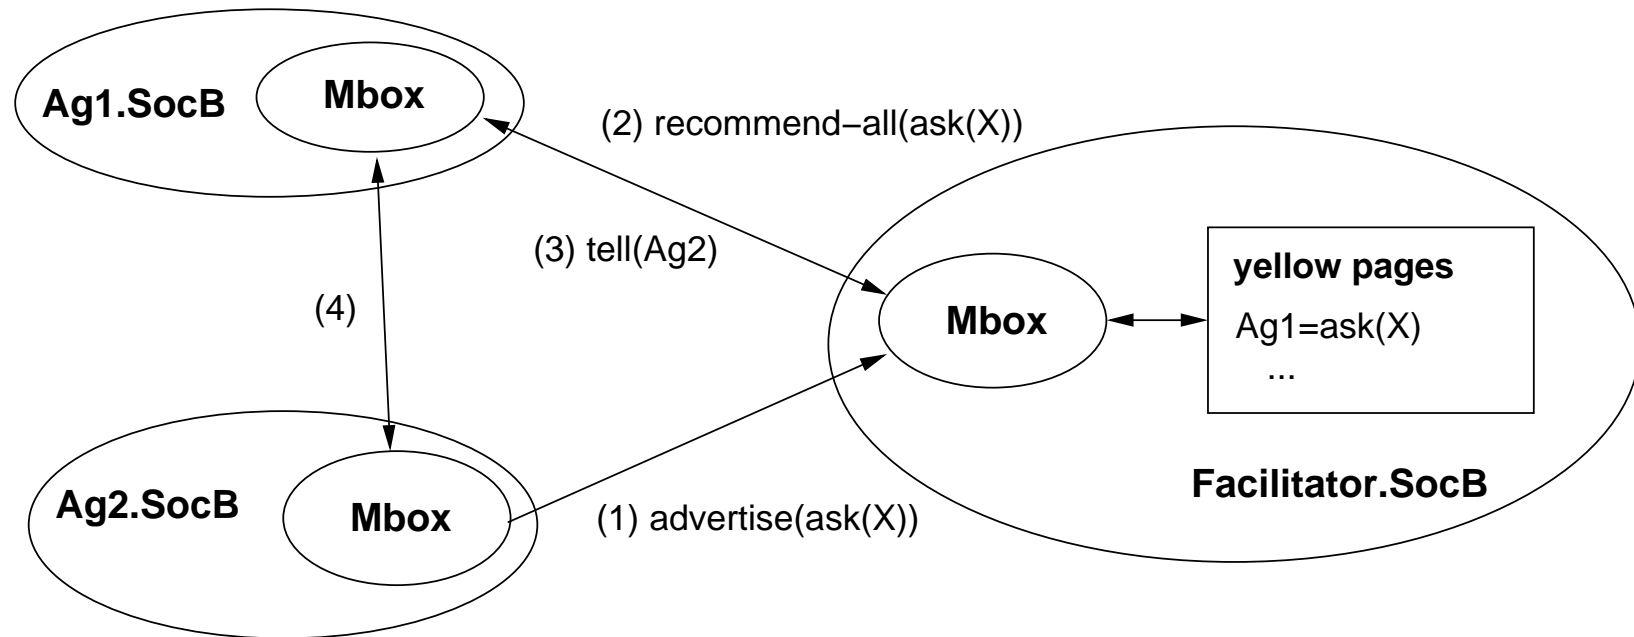 Ag1.SocB
Mbox
(2) recommend−all(ask(X))
(3) tell(Ag2)
(4)
Mbox
yellow pages
Ag1=ask(X)
...
Facilitator.SocB
Ag2.SocB
Mbox
(1) advertise(ask(X))